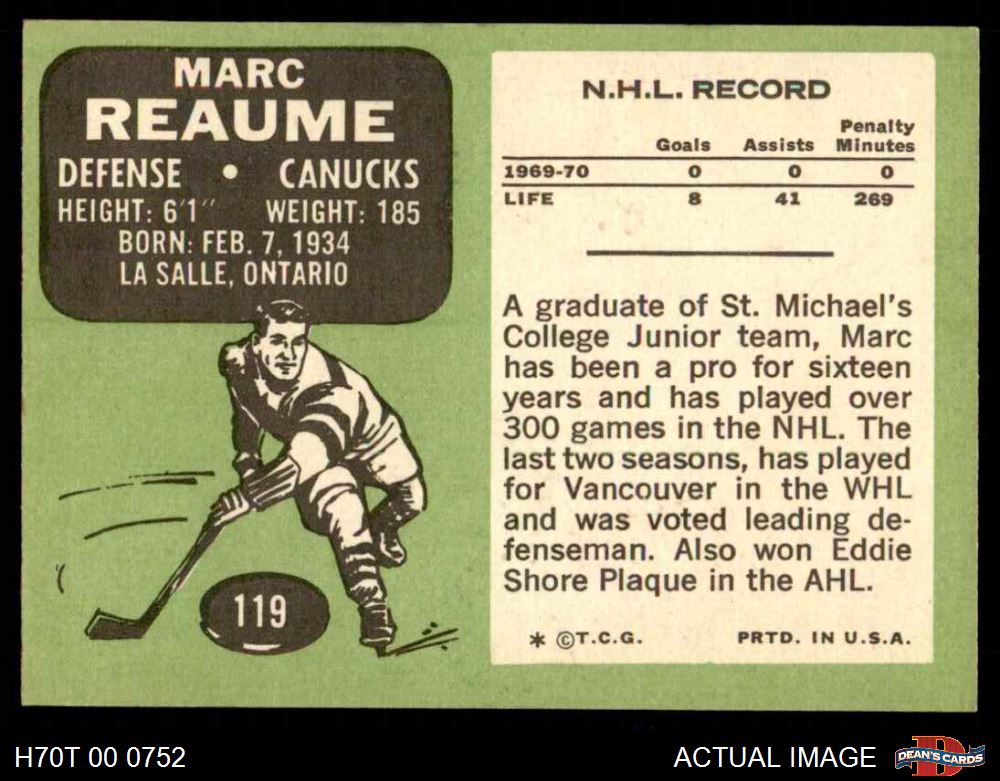 MARC
REAUME
DEFENSE • CANUCKS
HEIGHT: 6'1" WEIGHT: 185
BORN: FEB. 7, 1934
LA SALLE, ONTARIO
119
N.H.L. RECORD
Goals Assists Penalty Minutes
1969-70 0 0 0
LIFE 8 41 269
A graduate of St. Michael's
College Junior team, Marc
has been a pro for sixteen
years and has played over
300 games in the NHL. The
last two seasons, has played
for Vancouver in the WHL
and was voted leading de-
fenseman. Also won Eddie
Shore Plaque in the AHL.
* ©T.C.G. PRTD. IN U.S.A.
H70T 00 0752
ACTUAL IMAGE
D
DEAN'S CARDS